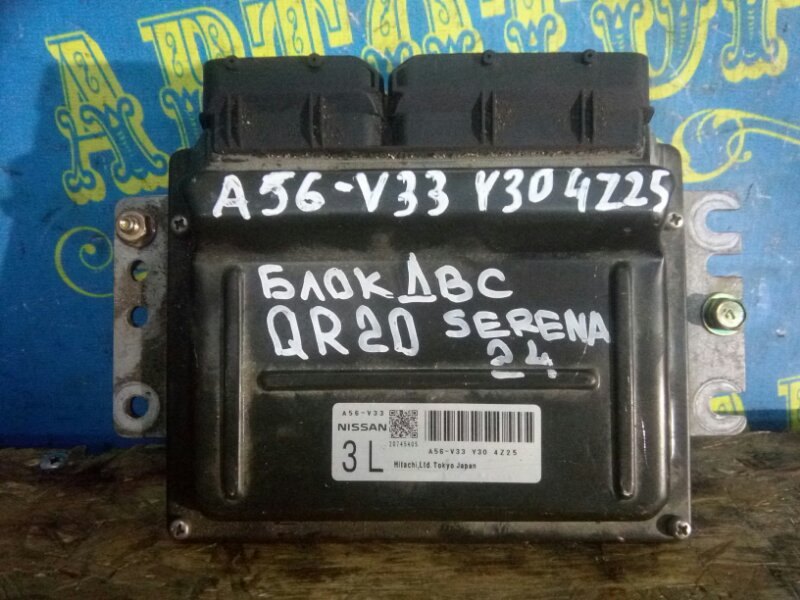 A56-V33 Y30 4Z25
БЛОК ДВС
QR20 SERENA
24
A56-V33
NISSAN
20745805
3L
A56-V33 Y30 4Z25
Hitachi,Ltd.Tokyo Japan